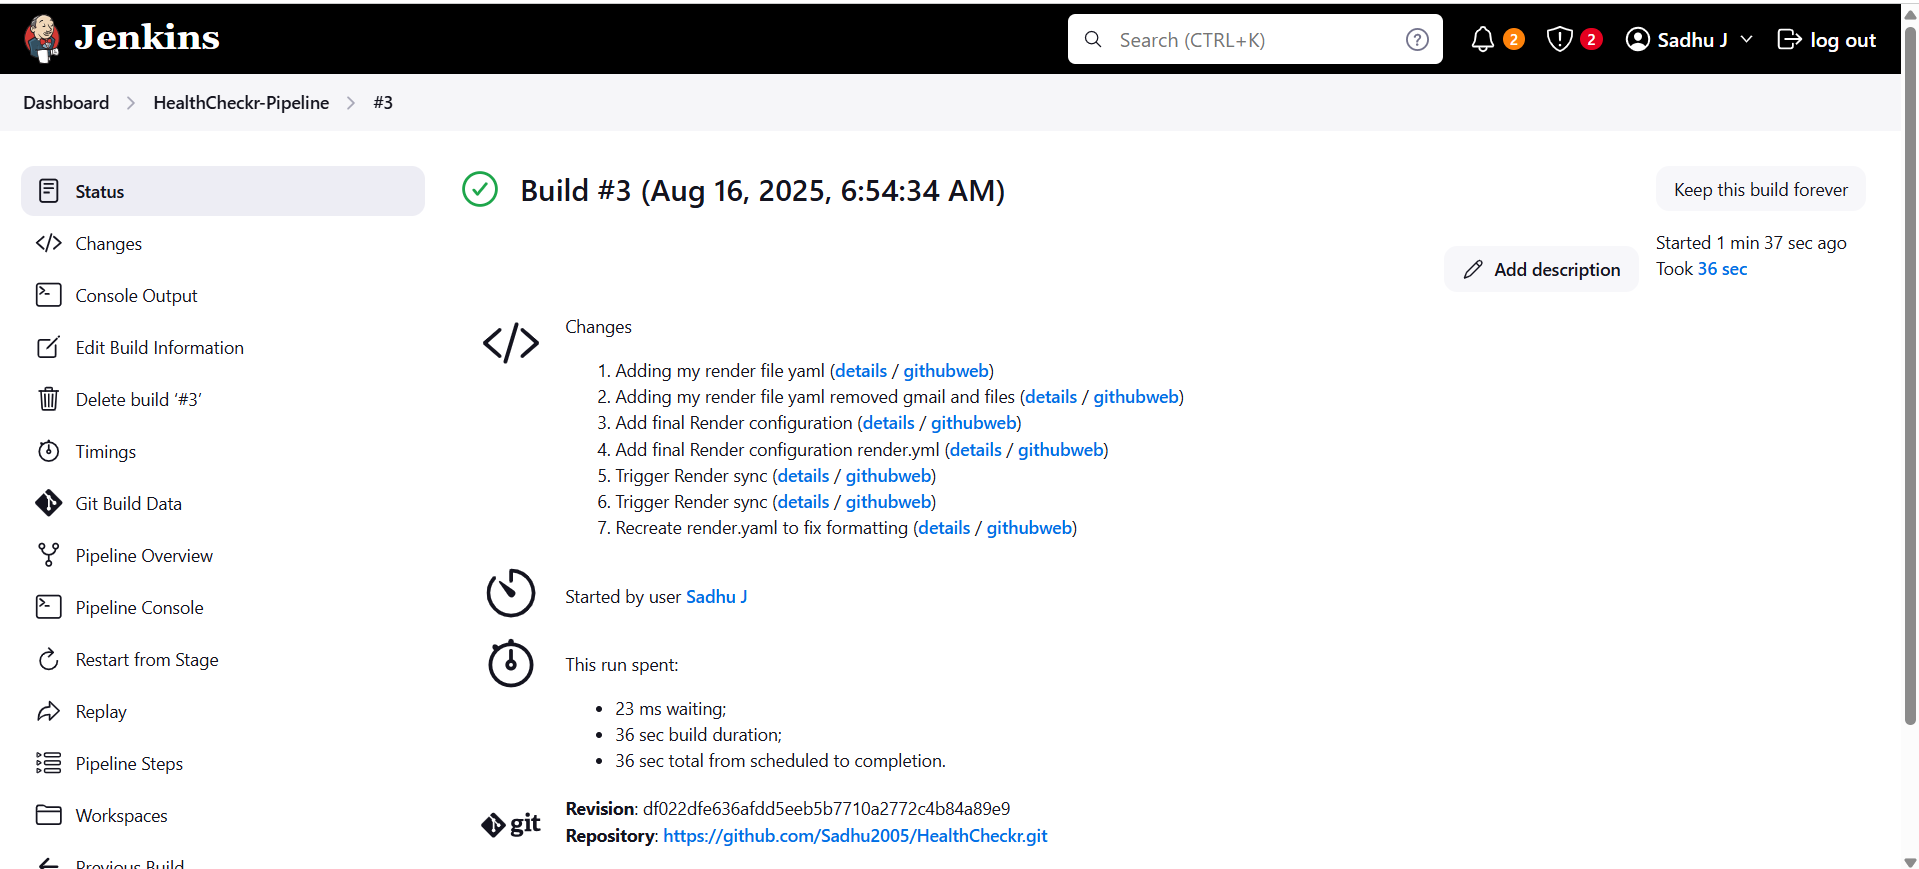 Jenkins
Search (CTRL+K)
2
2
Sadhu J
log out
Dashboard > HealthCheckr-Pipeline > #3
Status
Changes
Console Output
Edit Build Information
Delete build ‘#3’
Timings
Git Build Data
Pipeline Overview
Pipeline Console
Restart from Stage
Replay
Pipeline Steps
Workspaces
Previous Build
Build #3 (Aug 16, 2025, 6:54:34 AM)
Keep this build forever
Add description
Started 1 min 37 sec ago
Took 36 sec
Changes
1. Adding my render file yaml (details / githubweb)
2. Adding my render file yaml removed gmail and files (details / githubweb)
3. Add final Render configuration (details / githubweb)
4. Add final Render configuration render.yml (details / githubweb)
5. Trigger Render sync (details / githubweb)
6. Trigger Render sync (details / githubweb)
7. Recreate render.yaml to fix formatting (details / githubweb)
Started by user Sadhu J
This run spent:
• 23 ms waiting;
• 36 sec build duration;
• 36 sec total from scheduled to completion.
git
Revision: df022dfe636afdd5eeb5b7710a2772c4b84a89e9
Repository: https://github.com/Sadhu2005/HealthCheckr.git